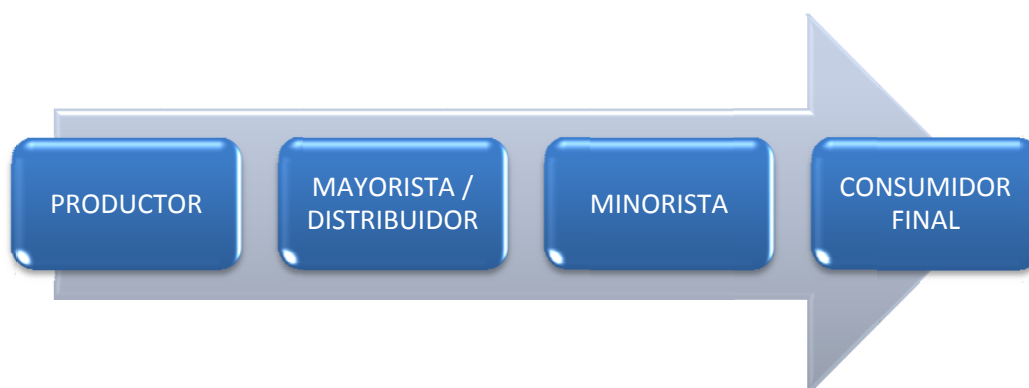 PRODUCTOR
MAYORISTA /
DISTRIBUIDOR
MINORISTA
CONSUMIDOR
FINAL